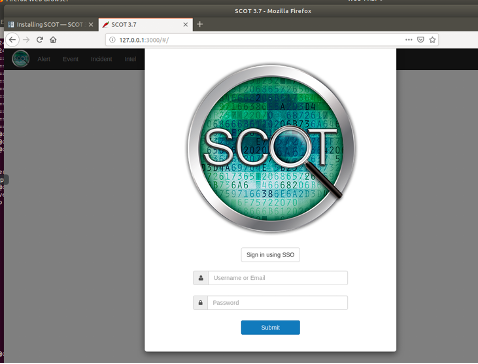 SCOT 3.7 - Mozilla Firefox
Installing SCOT — SCOT
SCOT 3.7
127.0.0.1:3000/#/
Alert Event Incident Intel
SCOT
Sign in using SSO
Username or Email
Password
Submit